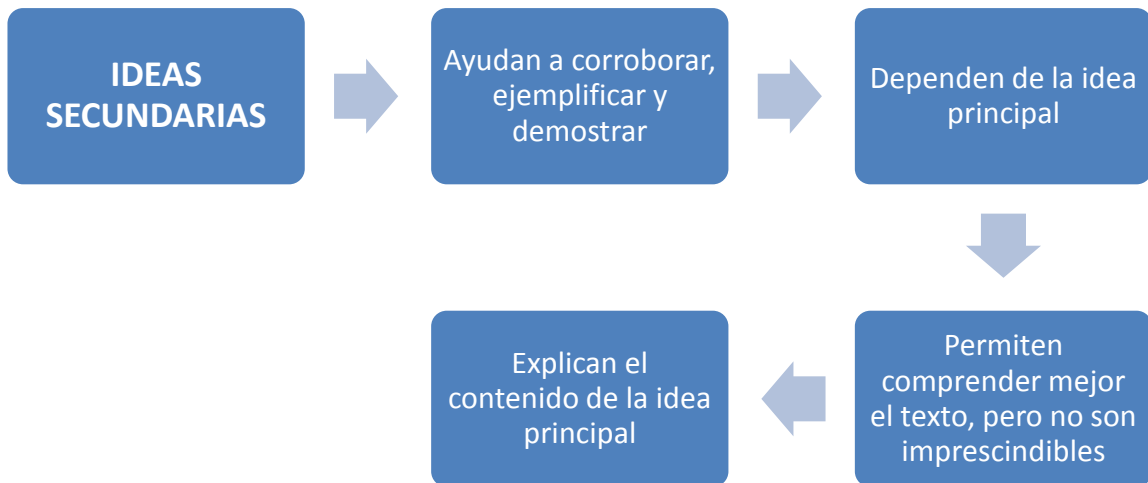 IDEAS
SECUNDARIAS
Ayudan a corroborar,
ejemplificar y
demostrar
Dependen de la idea
principal
Permiten
comprender mejor
el texto, pero no son
imprescindibles
Explican el
contenido de la idea
principal